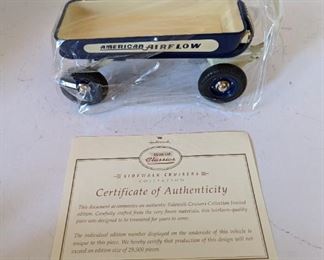 AMERICAN AIRFLOW
Hallmark
Classics
SIDEWALK CRUISERS
COLLECTION
Certificate of Authenticity
This document accompanies an authentic Sidewalk Cruisers Collection limited
edition. Carefully crafted from the very finest materials, this heirloom-quality
piece was designed to be treasured for years to come.
The individual edition number displayed on the underside of this vehicle is
unique to this piece. We hereby certify that production of this design will not
exceed an edition size of 29,500 pieces.